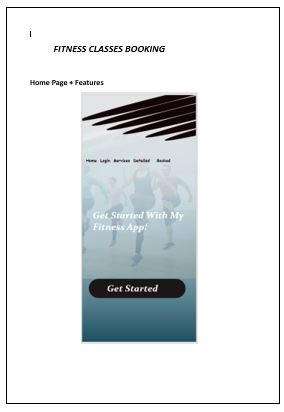 FITNESS CLASSES BOOKING
Home Page + Features
Home Login Services Detailed Booked
Get Started With My
Fitness App!
Get Started